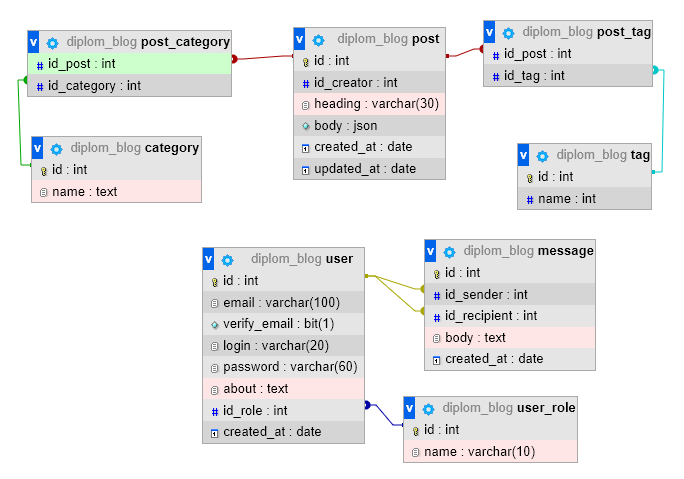 v diplom_blog post_category
id_post : int
id_category : int
v diplom_blog post
id : int
id_creator : int
heading : varchar(30)
body : json
created_at : date
updated_at : date
v diplom_blog post_tag
id_post : int
id_tag : int
v diplom_blog category
id : int
name : text
v diplom_blog tag
id : int
name : int
v diplom_blog user
id : int
email : varchar(100)
verify_email : bit(1)
login : varchar(20)
password : varchar(60)
about : text
id_role : int
created_at : date
v diplom_blog message
id : int
id_sender : int
id_recipient : int
body : text
created_at : date
v diplom_blog user_role
id : int
name : varchar(10)